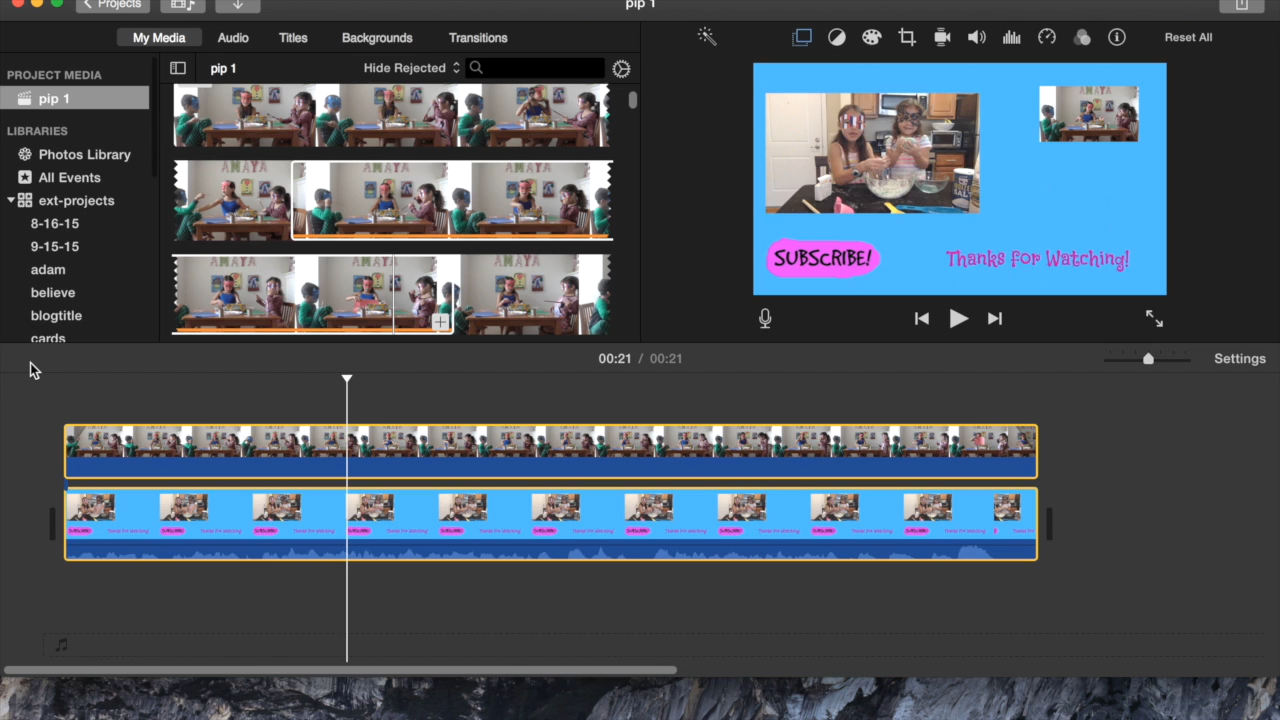 Projects
pip 1
My Media Audio Titles Backgrounds Transitions
Reset All
PROJECT MEDIA
pip 1
LIBRARIES
Photos Library
All Events
ext-projects
8-16-15
9-15-15
adam
believe
blogtitle
cards
pip 1 Hide Rejected
AMAYA
SUBSCRIBE!
Thanks for Watching!
00:21 / 00:21
Settings